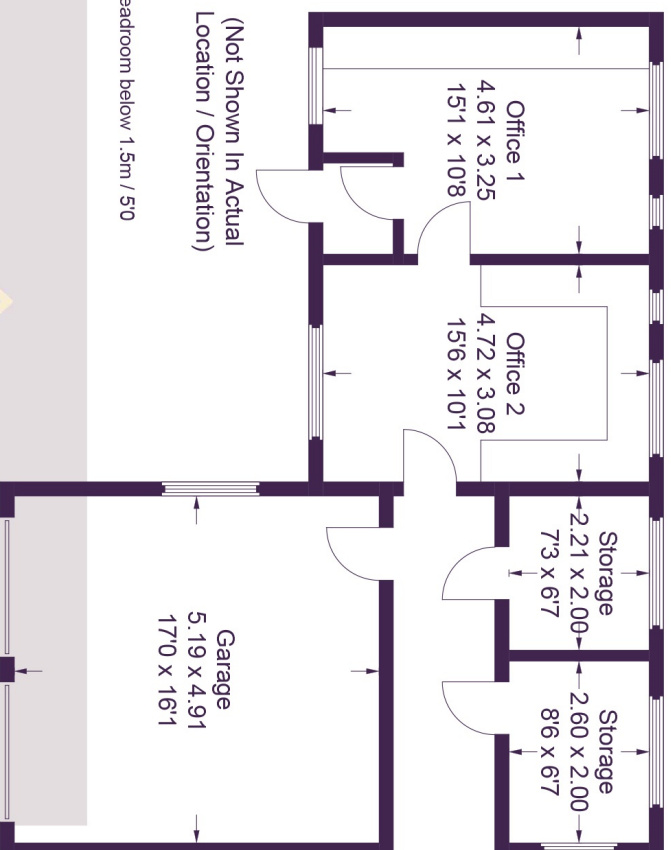 Office 1
4.61 x 3.25
15'1 x 10'8
Office 2
4.72 x 3.08
15'6 x 10'1
Storage
2.21 x 2.00
7'3 x 6'7
Storage
2.60 x 2.00
8'6 x 6'7
(Not Shown In Actual
Location / Orientation)
Garage
5.19 x 4.91
17'0 x 16'1
below 1.5m / 5'0